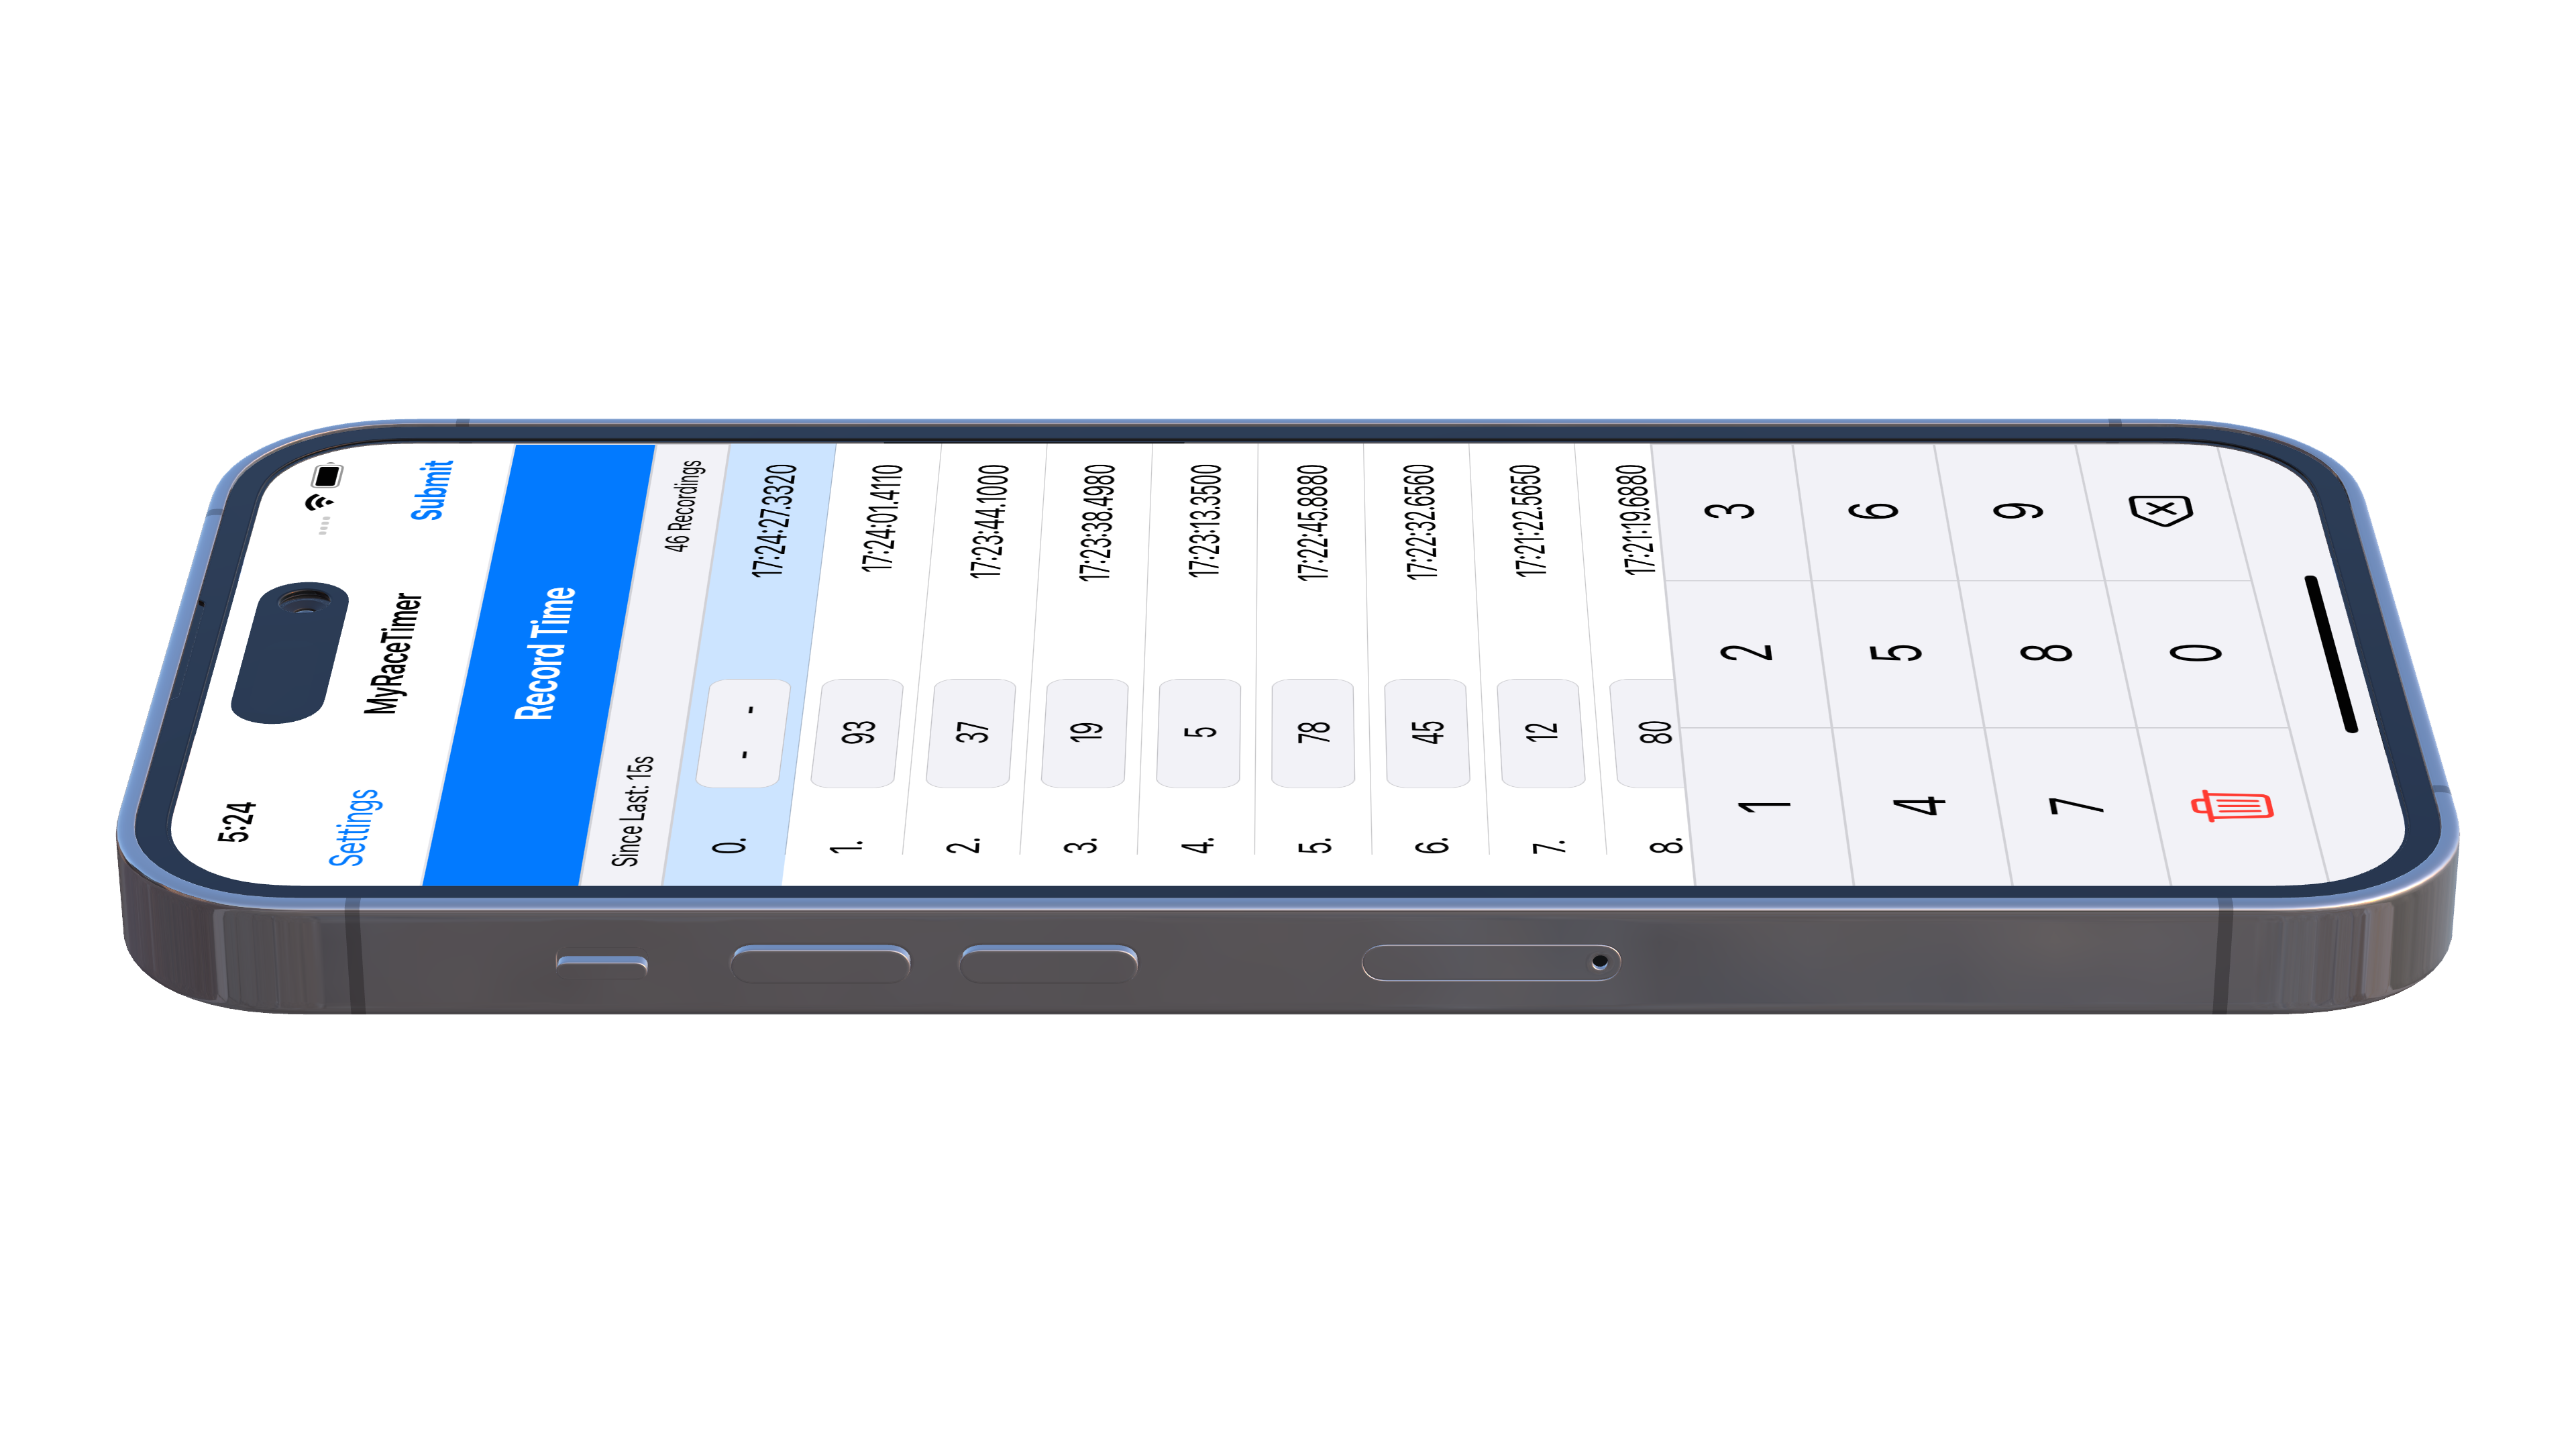 5:24
Settings MyRaceTimer Submit
Record Time
Since Last: 15s 46 Recordings
0. - - 17:24:27.3320
1. 93 17:24:01.4110
2. 37 17:23:44.1000
3. 19 17:23:38.4980
4. 5 17:23:13.3500
5. 78 17:22:45.8880
6. 45 17:22:32.6560
7. 12 17:21:22.5650
8. 80 17:21:19.6880
1 2 3
4 5 6
7 8 9
0